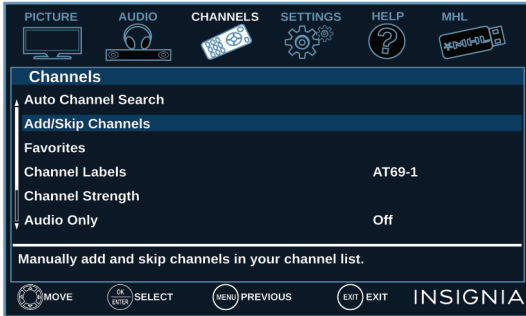 PICTURE AUDIO CHANNELS SETTINGS HELP MHL
MHL
Channels
Auto Channel Search
Add/Skip Channels
Favorites
Channel Labels AT69-1
Channel Strength
Audio Only Off
Manually add and skip channels in your channel list.
MOVE OK ENTER SELECT MENU PREVIOUS EXIT EXIT INSIGNIA